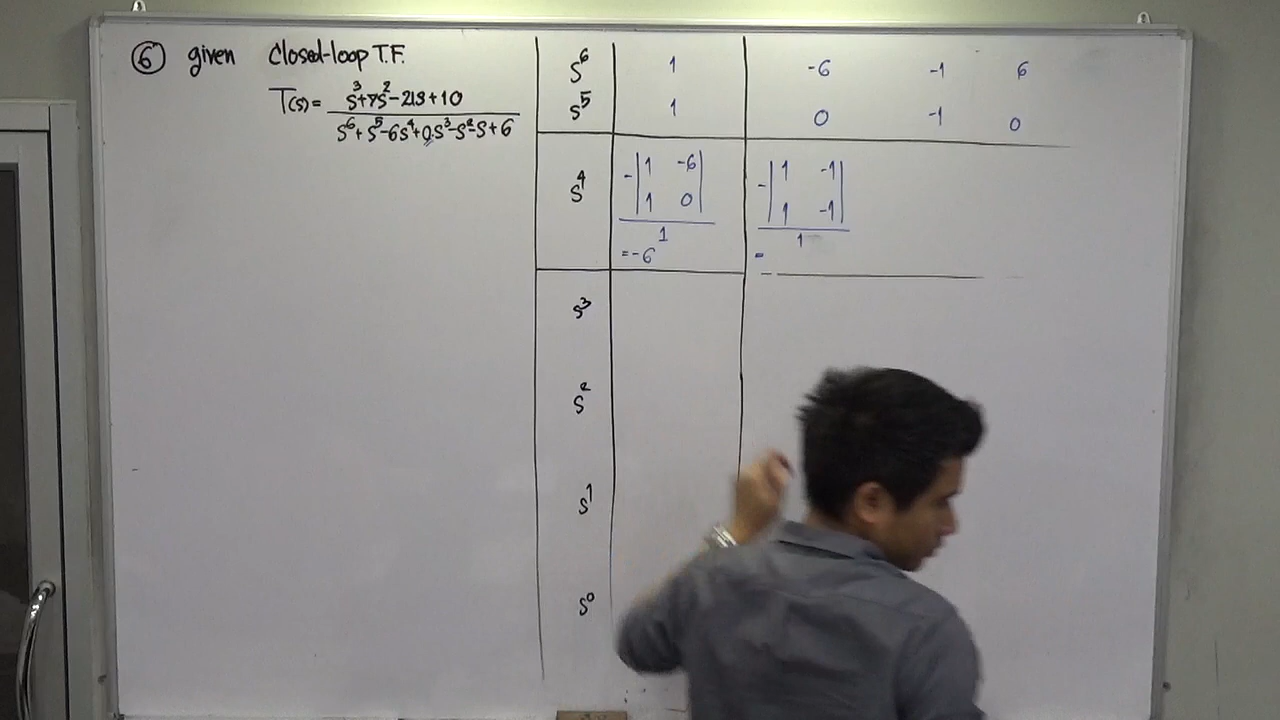 ⑥ given Closed-loop T.F.
T(s) = s³+7s²-21s+10
s⁶+s⁵-6s⁴+0s³-s²-s+6
s⁶ 1 -6 -1 6
s⁵ 1 0 -1 0
s⁴ -|1 -6| -|1 -1|
|1 0| |1 -1|
1 1
=-6 =
s³
s²
s¹
s⁰